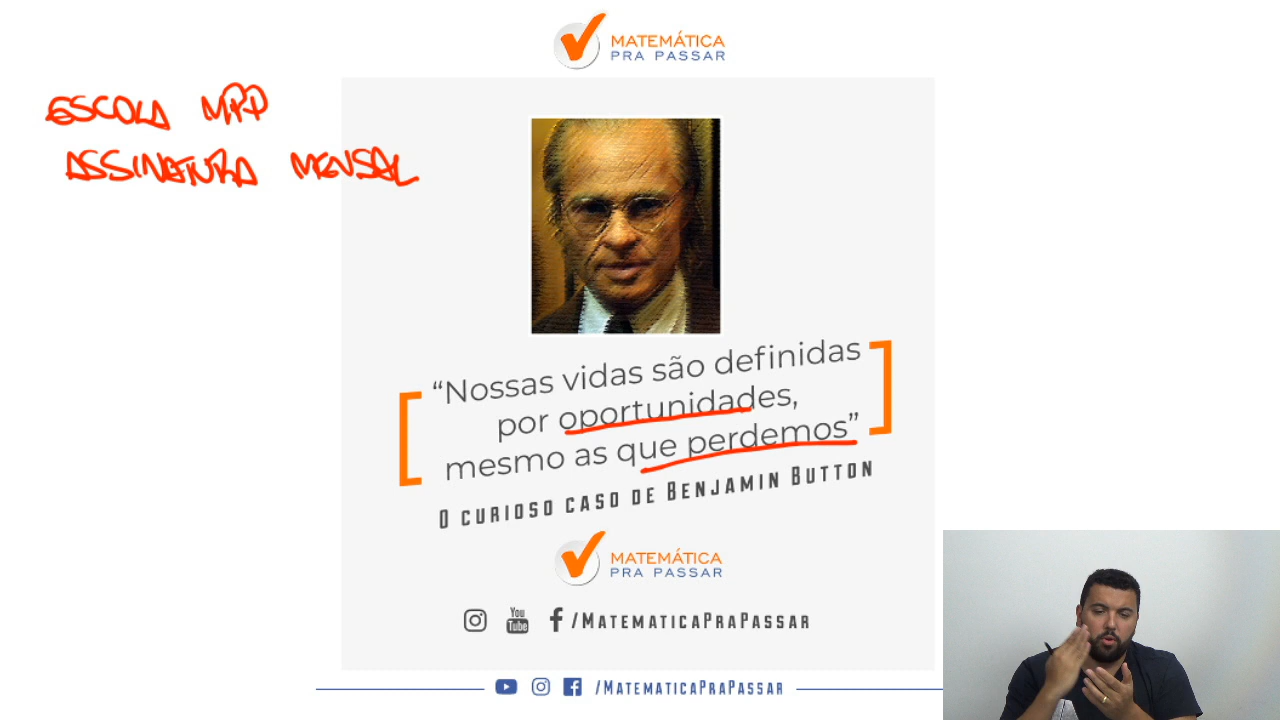 MATEMÁTICA
PRA PASSAR
ESCOLA MPP
ASSINATURA MENSAL
“Nossas vidas são definidas
por oportunidades,
mesmo as que perdemos”
O CURIOSO CASO DE BENJAMIN BUTTON
MATEMÁTICA
PRA PASSAR
You
Tube
/MATEMATICAPRAPASSAR
/MATEMATICAPRAPASSAR